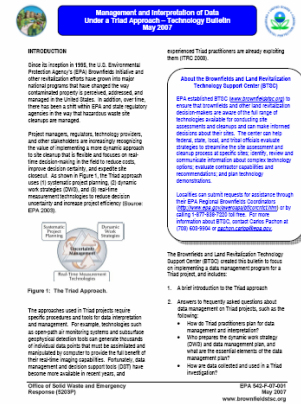 Management and Interpretation of Data
Under a Triad Approach – Technology Bulletin
May 2007
INTRODUCTION
Since its inception in 1995, the U.S. Environmental
Protection Agency's (EPA) Brownfields Initiative and
other revitalization efforts have grown into major
national programs that have changed the way
contaminated property is perceived, addressed, and
managed in the United States. In addition, over time,
there has been a shift within EPA and state regulatory
agencies in the way that hazardous waste site
cleanups are managed.
Project managers, regulators, technology providers,
and other stakeholders are increasingly recognizing
the value of implementing a more dynamic approach
to site cleanup that is flexible and focuses on real-
time decision-making in the field to reduce costs,
improve decision certainty, and expedite site
closeout. As shown in Figure 1, the Triad approach
uses (1) systematic project planning, (2) dynamic
work strategies (DWS), and (3) real-time
measurement technologies to reduce decision
uncertainty and increase project efficiency (Source:
EPA 2003).
Systematic
Project
Planning
Dynamic
Work
Strategies
Uncertainty
Management
Real-Time Measurement
Technologies
Figure 1: The Triad Approach.
The approaches used in Triad projects require
specific procedures and tools for data interpretation
and management. For example, technologies such
as open-path air monitoring systems and subsurface
geophysical detection tools can generate thousands
of individual data points that must be assimilated and
manipulated by computer to provide the full benefit of
their real-time imaging capabilities. Fortunately, data
management and decision support tools (DST) have
become more available in recent years, and
experienced Triad practitioners are already exploiting
them (ITRC 2008).
About the Brownfields and Land Revitalization
Technology Support Center (BTSC)
EPA established BTSC (www.brownfieldstsc.org) to
ensure that brownfields and other land revitalization
decision-makers are aware of the full range of
technologies available for conducting site
assessments and cleanups and can make informed
decisions about their sites. The center can help
federal, state, local, and tribal officials evaluate
strategies to streamline the site assessment and
cleanup process at specific sites; identify, review and
communicate information about complex technology
options; evaluate contractor capabilities and
recommendations; and plan technology
demonstrations.
Localities can submit requests for assistance through
their EPA Regional Brownfields Coordinators
or by
calling 1-877-838-7220 toll free. For more
information about BTSC, contact Carlos Pachon at
(703) 603-9904 or pachon.carlos@epa.gov.
The Brownfields and Land Revitalization Technology
Support Center (BTSC) created this bulletin to focus
on implementing a data management program for a
Triad project, and includes:
1. A brief introduction to the Triad approach
2. Answers to frequently asked questions about
data management on Triad projects, such as the
following:
• How do Triad practitioners plan for data
management and interpretation?
• Who prepares the dynamic work strategy
(DWS) and data management plan, and
what are the essential elements of the data
management plan?
• How are data collected and used in a Triad
investigation?
Office of Solid Waste and Emergency
Response (5203P)
EPA 542-F-07-001
May 2007
www.brownfieldstsc.org